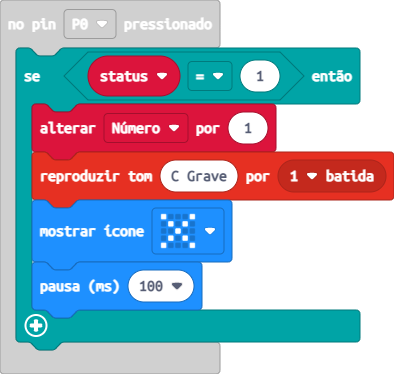 no pin P0 pressionado
se status = 1 então
alterar Número por 1
reproduzir tom C Grave por 1 batida
mostrar ícone
pausa (ms) 100